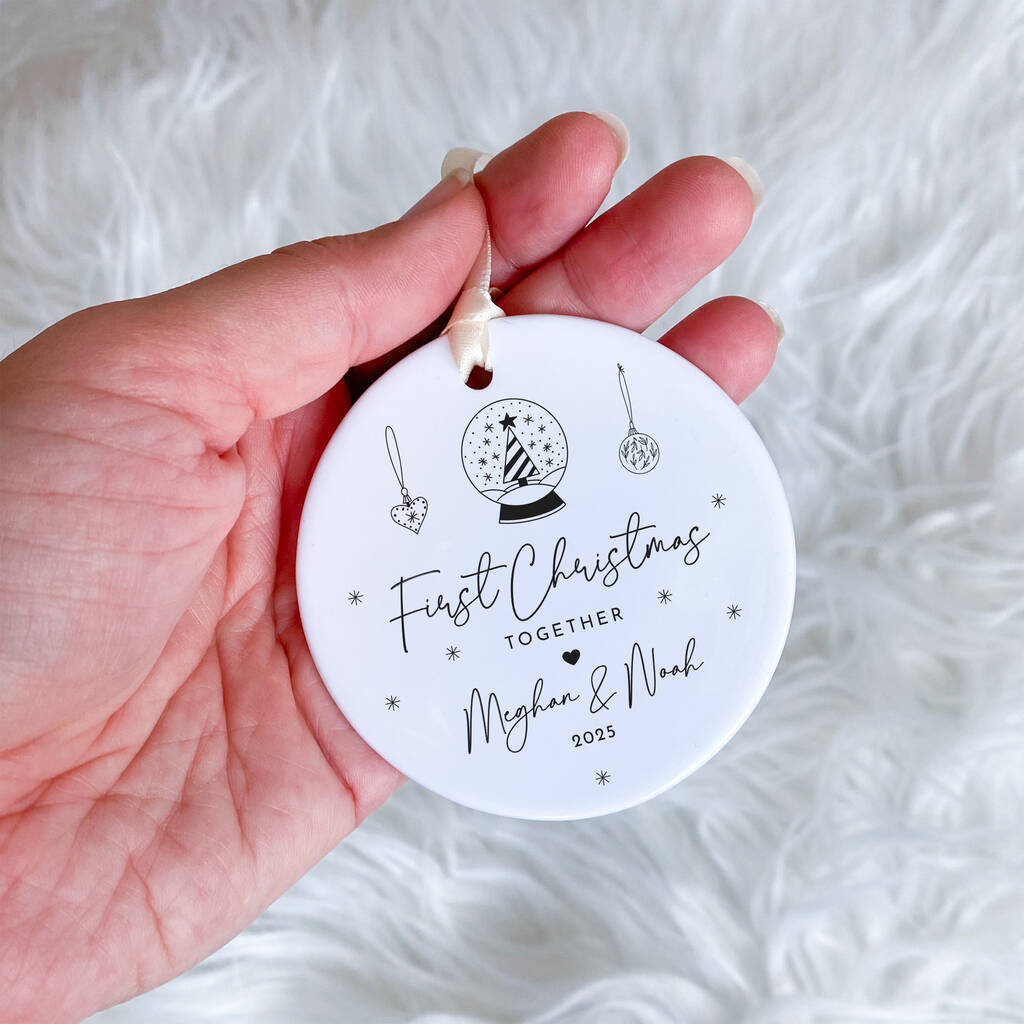 First Christmas
TOGETHER
Meghan & Noah
2025